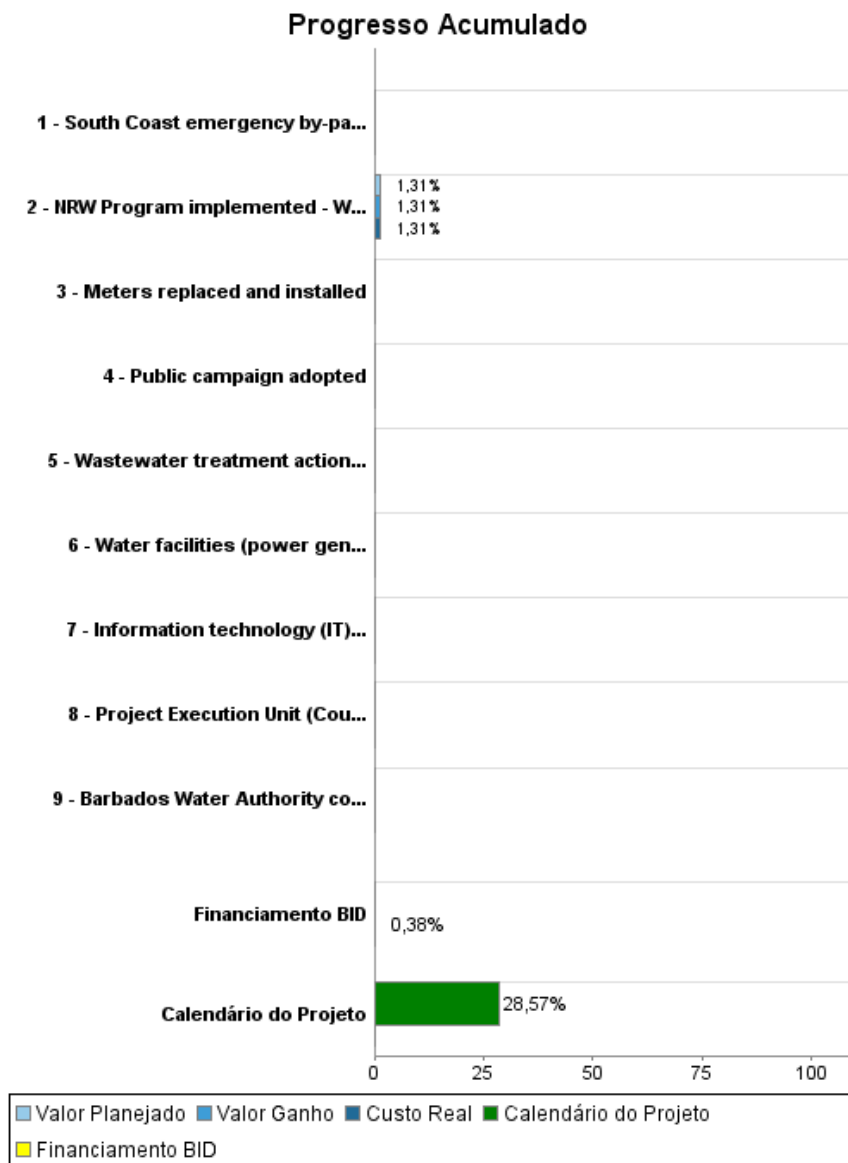 Progresso Acumulado
1 - South Coast emergency by-pa...
1,31%
2 - NRW Program implemented - W... 1,31%
1,31%
3 - Meters replaced and installed
4 - Public campaign adopted
5 - Wastewater treatment action...
6 - Water facilities (power gen...
7 - Information technology (IT)...
8 - Project Execution Unit (Cou...
9 - Barbados Water Authority co...
Financiamento BID 0,38%
Calendário do Projeto 28,57%
0 25 50 75 100
Valor Planejado Valor Ganho Custo Real Calendário do Projeto
Financiamento BID